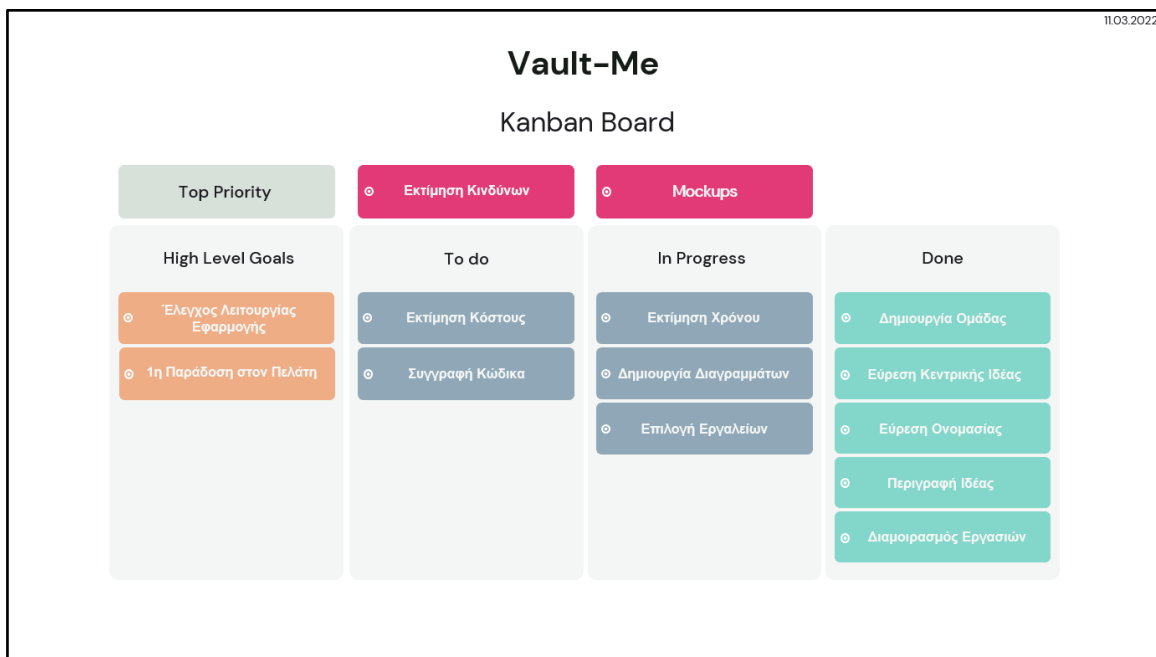 11.03.2022
Vault-Me
Kanban Board
Top Priority
Εκτίμηση Κινδύνων
Mockups
High Level Goals
Έλεγχος Λειτουργίας
Εφαρμογής
1η Παράδοση στον Πελάτη
To do
Εκτίμηση Κόστους
Συγγραφή Κώδικα
In Progress
Εκτίμηση Χρόνου
Δημιουργία Διαγραμμάτων
Επιλογή Εργαλείων
Done
Δημιουργία Ομάδας
Εύρεση Κεντρικής Ιδέας
Εύρεση Ονομασίας
Περιγραφή Ιδέας
Διαμοιρασμός Εργασιών